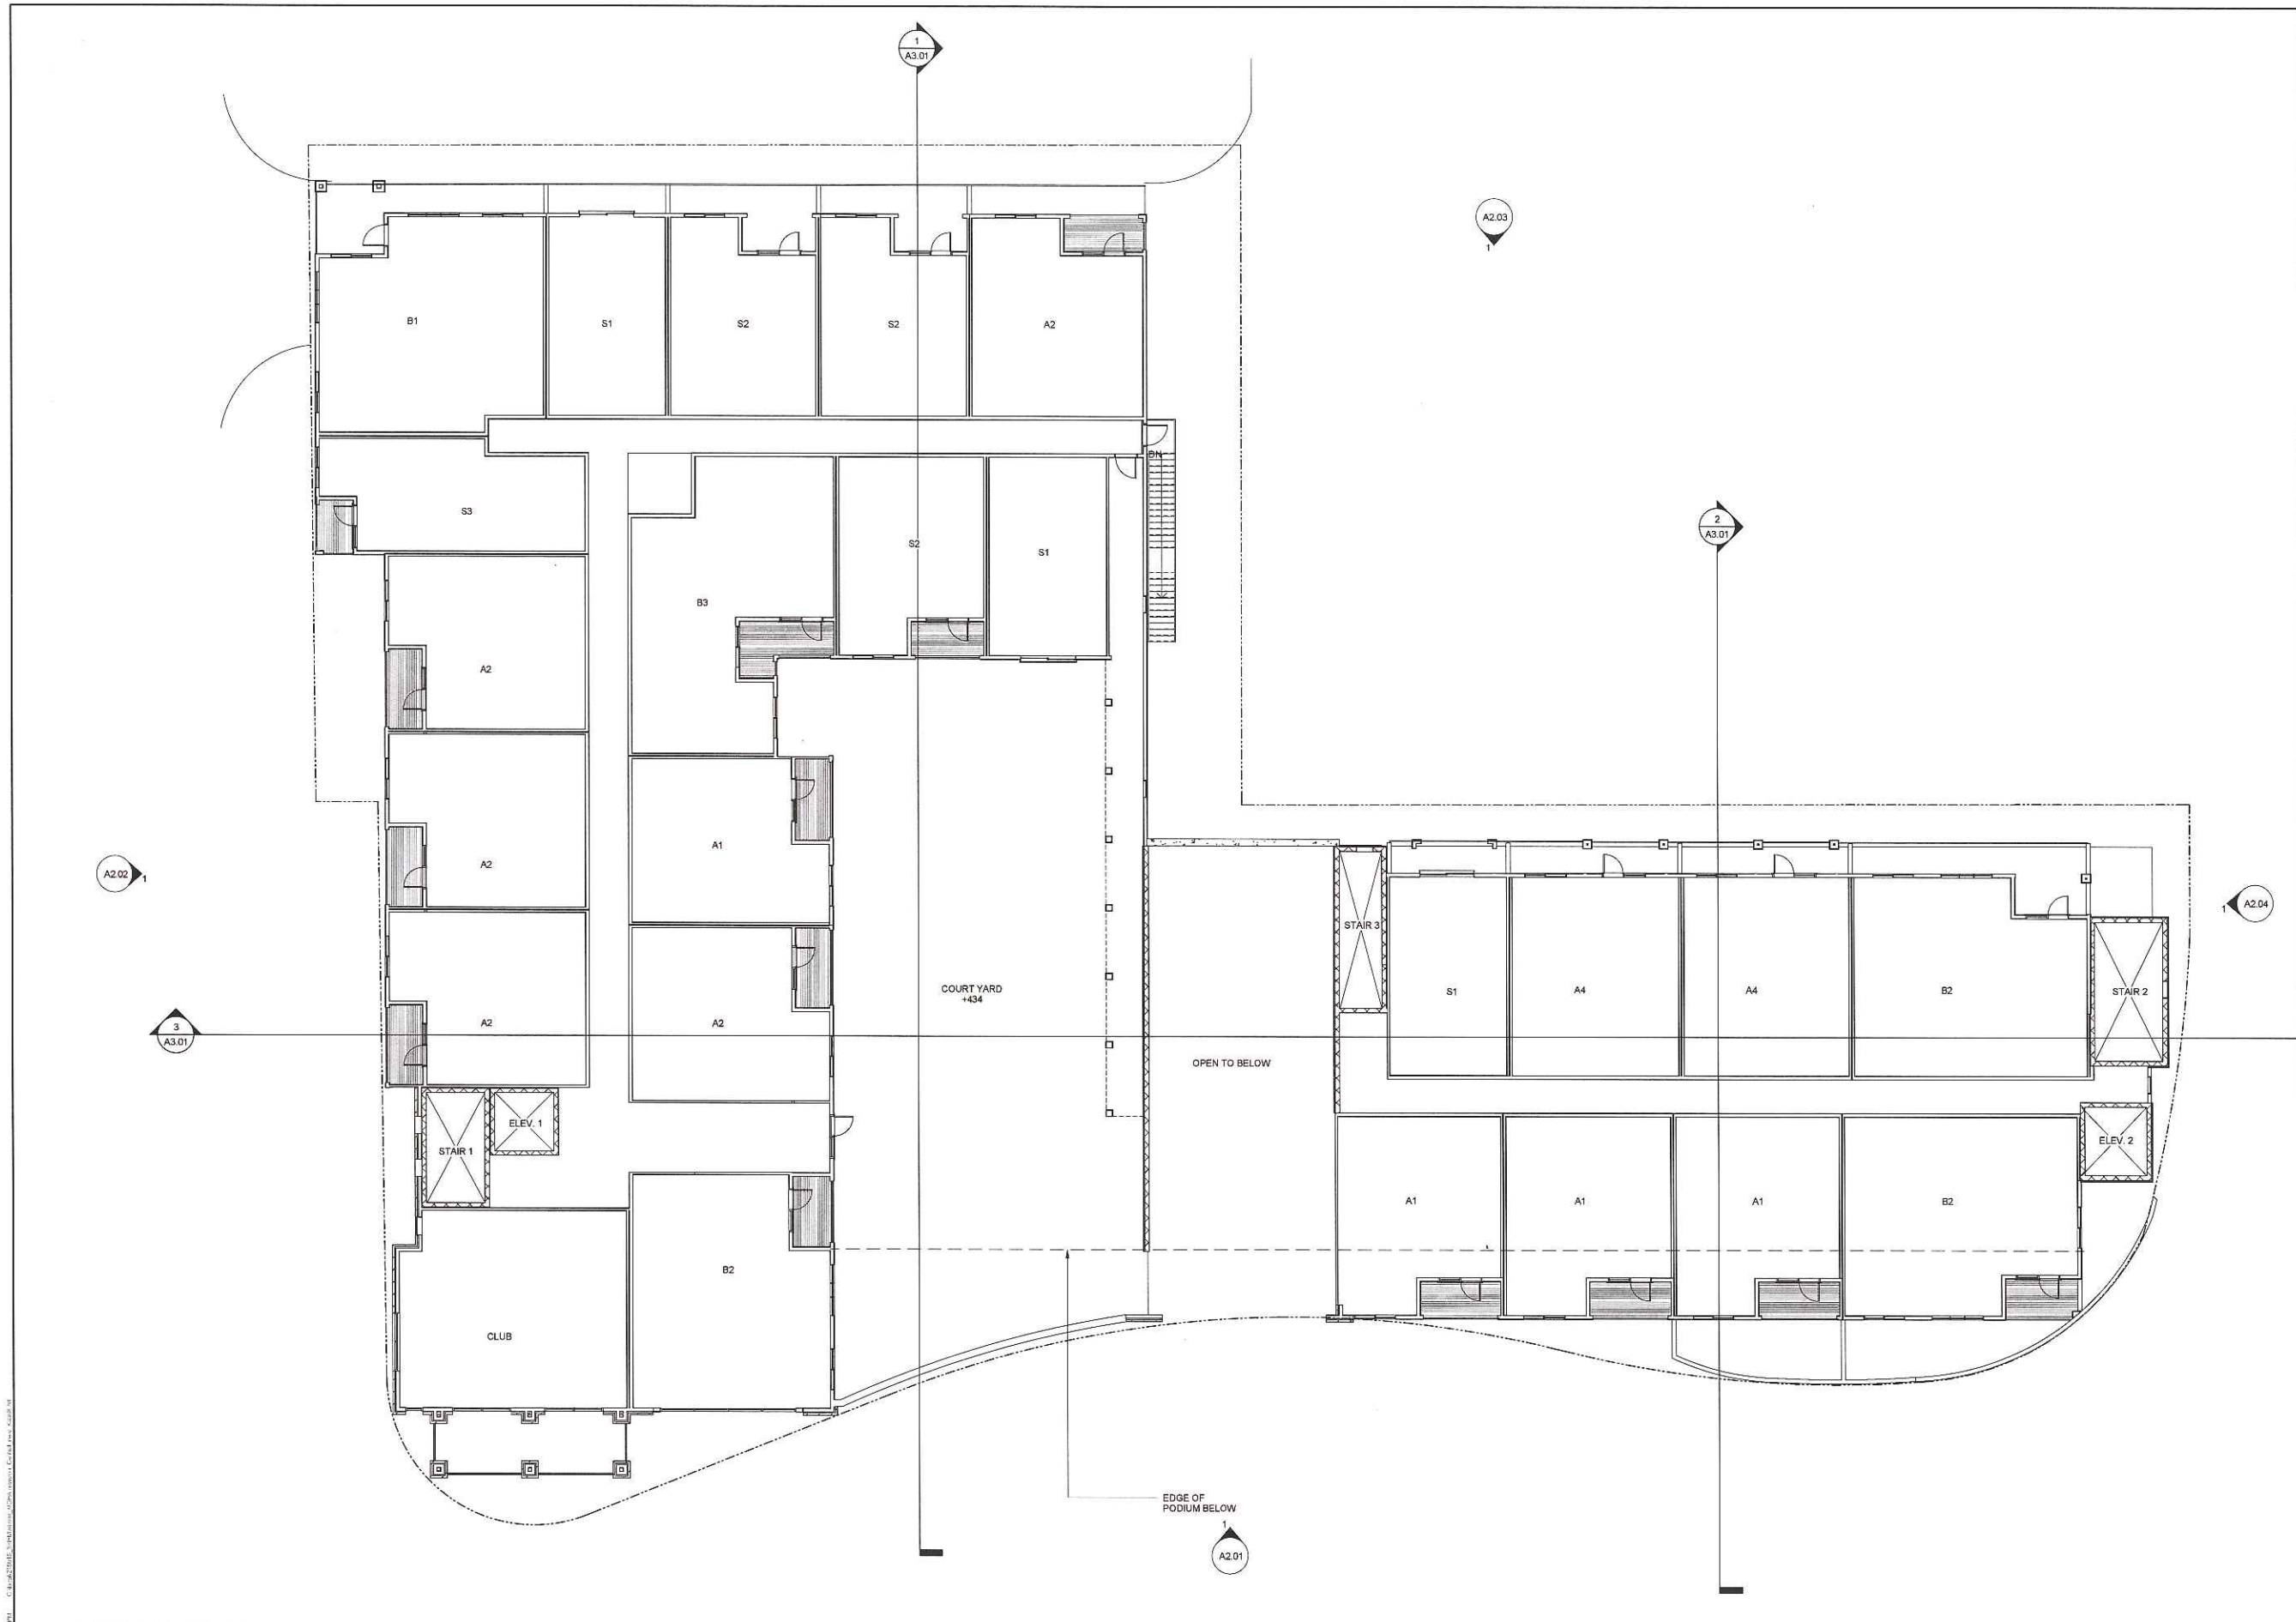 1
A3.01
A2.03
1
B1
S1
S2
S2
A2
DN
S3
B3
S2
S1
2
A3.01
A2
A2
A1
A2.02
1
STAIR 3
1
A2.04
COURT YARD
+434
S1
A4
A4
B2
STAIR 2
3
A3.01
A2
A2
OPEN TO BELOW
STAIR 1
ELEV. 1
ELEV. 2
A1
A1
A1
B2
B2
CLUB
EDGE OF
PODIUM BELOW
1
A2.01